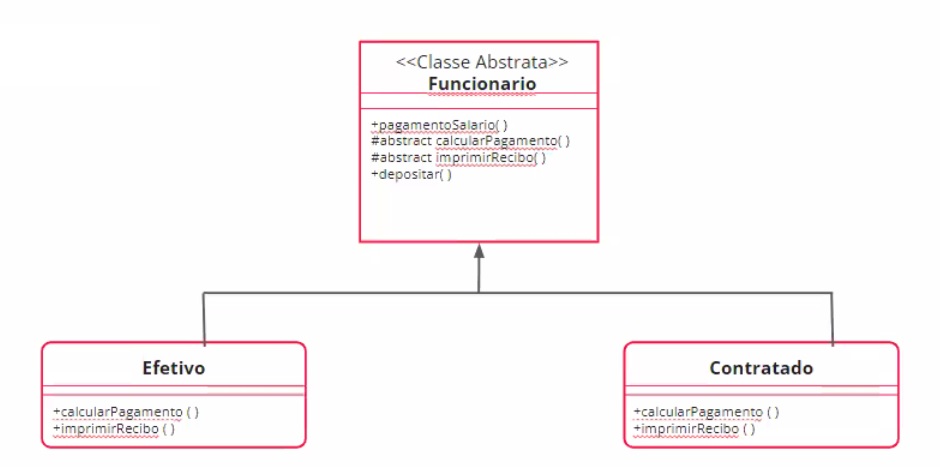 <<Classe Abstrata>>
Funcionario
+pagamentoSalario( )
#abstract calcularPagamento( )
#abstract imprimirRecibo( )
+depositar( )
Efetivo
+calcularPagamento ( )
+imprimirRecibo ( )
Contratado
+calcularPagamento ( )
+imprimirRecibo ( )